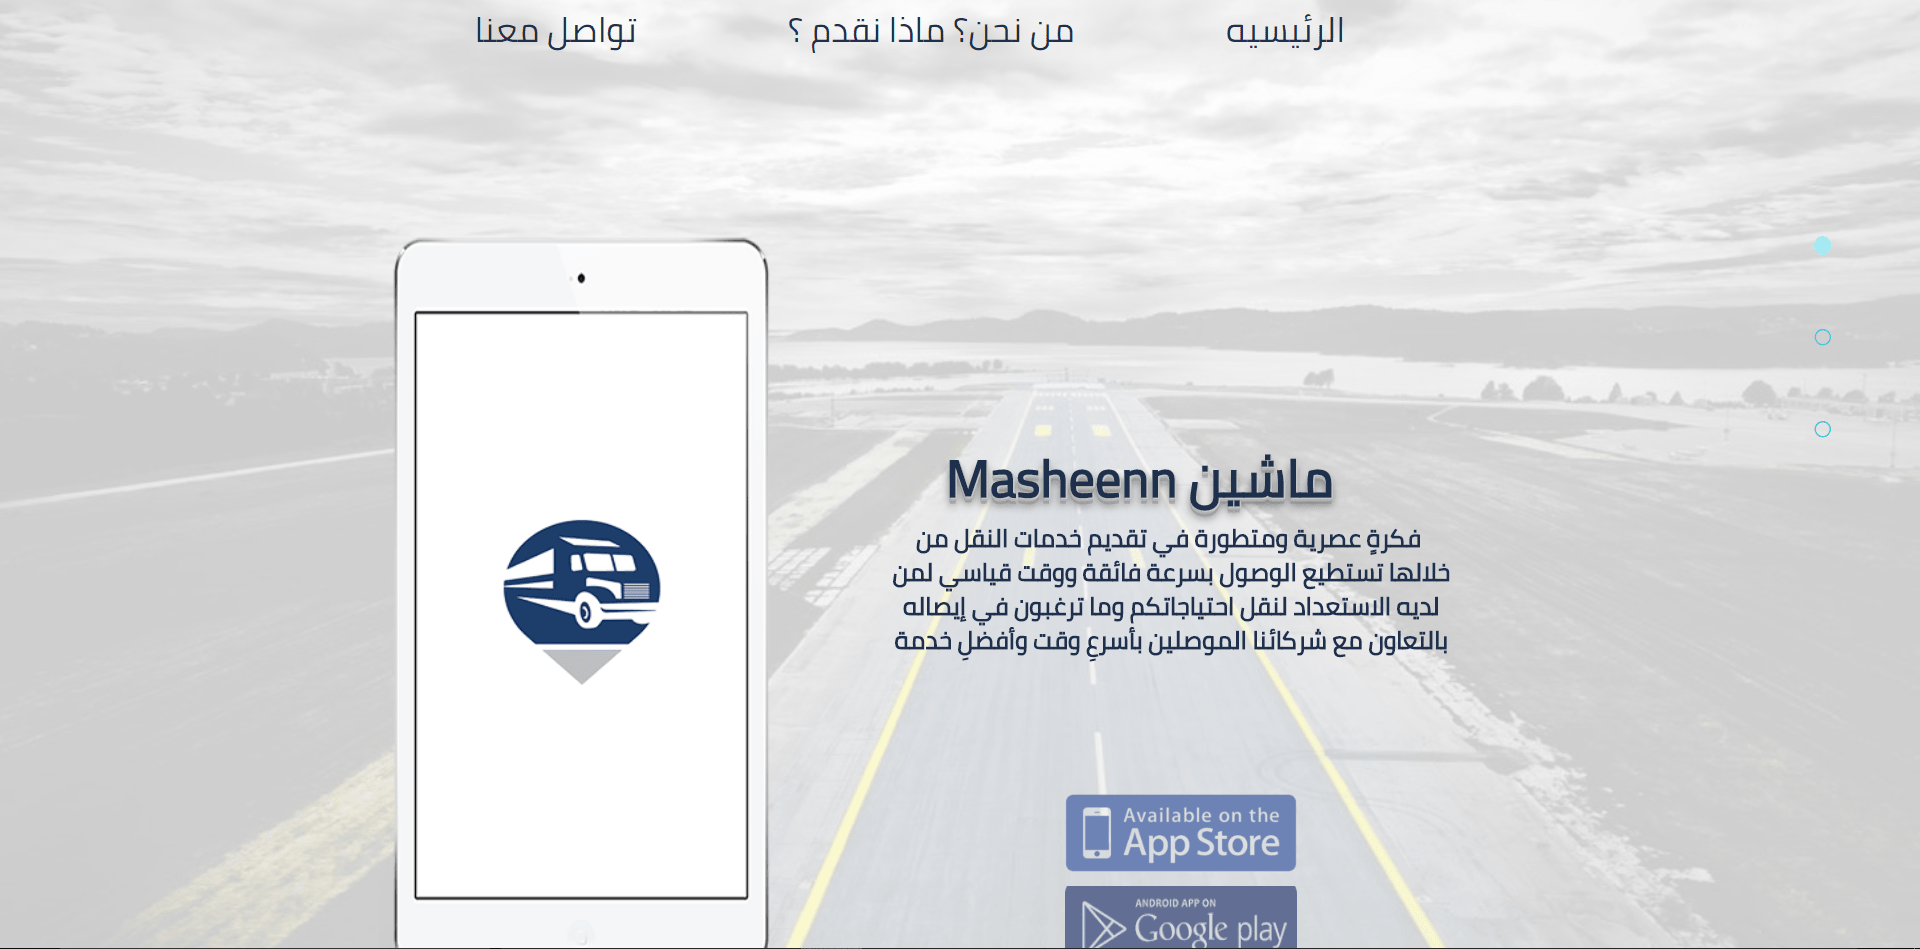 الرئيسيه
من نحن؟ ماذا نقدم ؟
تواصل معنا
ماشين Masheenn
فكرةٍ عصرية ومتطورة في تقديم خدمات النقل من
خلالها تستطيع الوصول بسرعة فائقة ووقت قياسي لمن
لديه الاستعداد لنقل احتياجاتكم وما ترغبون في إيصاله
بالتعاون مع شركائنا الموصلين بأسرعِ وقت وأفضلِ خدمة
Available on the
App Store
ANDROID APP ON
Google play